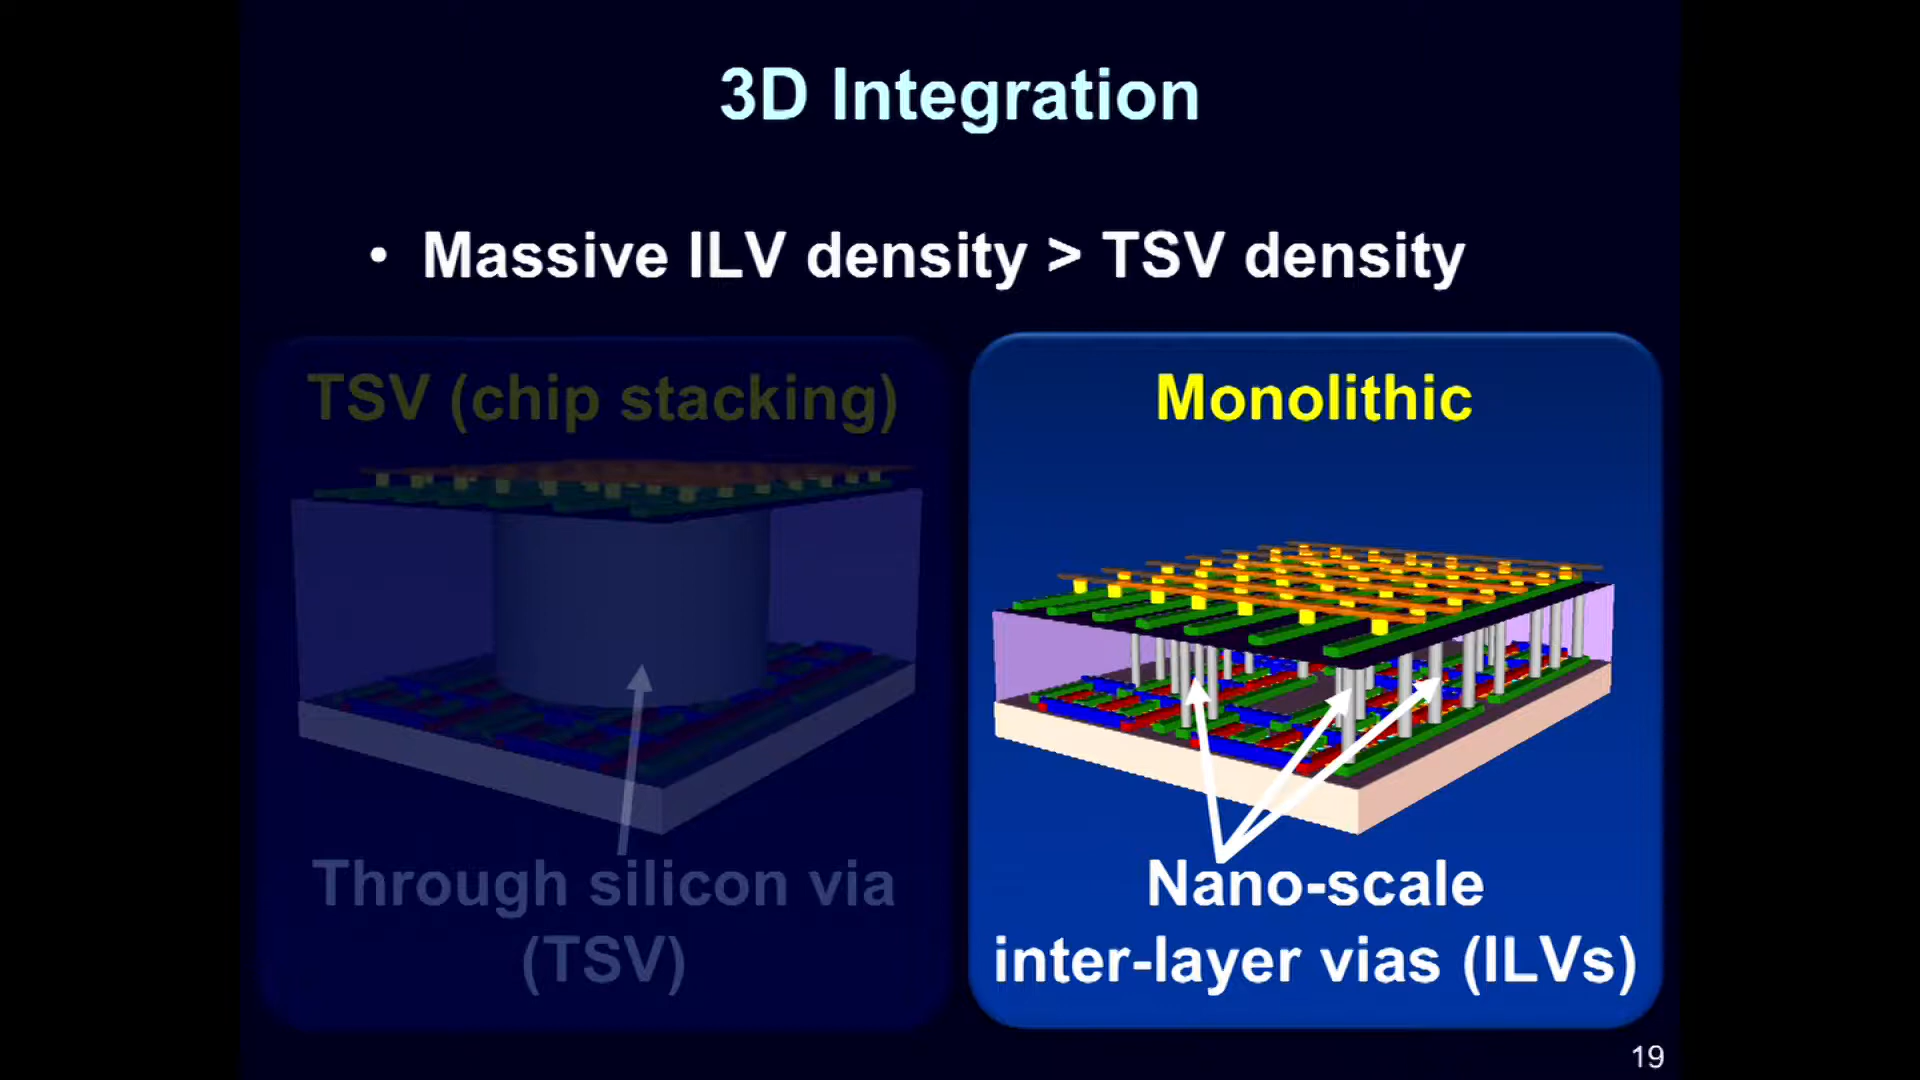 3D Integration
• Massive ILV density > TSV density
TSV (chip stacking)
Through silicon via
(TSV)
Monolithic
Nano-scale
inter-layer vias (ILVs)
19